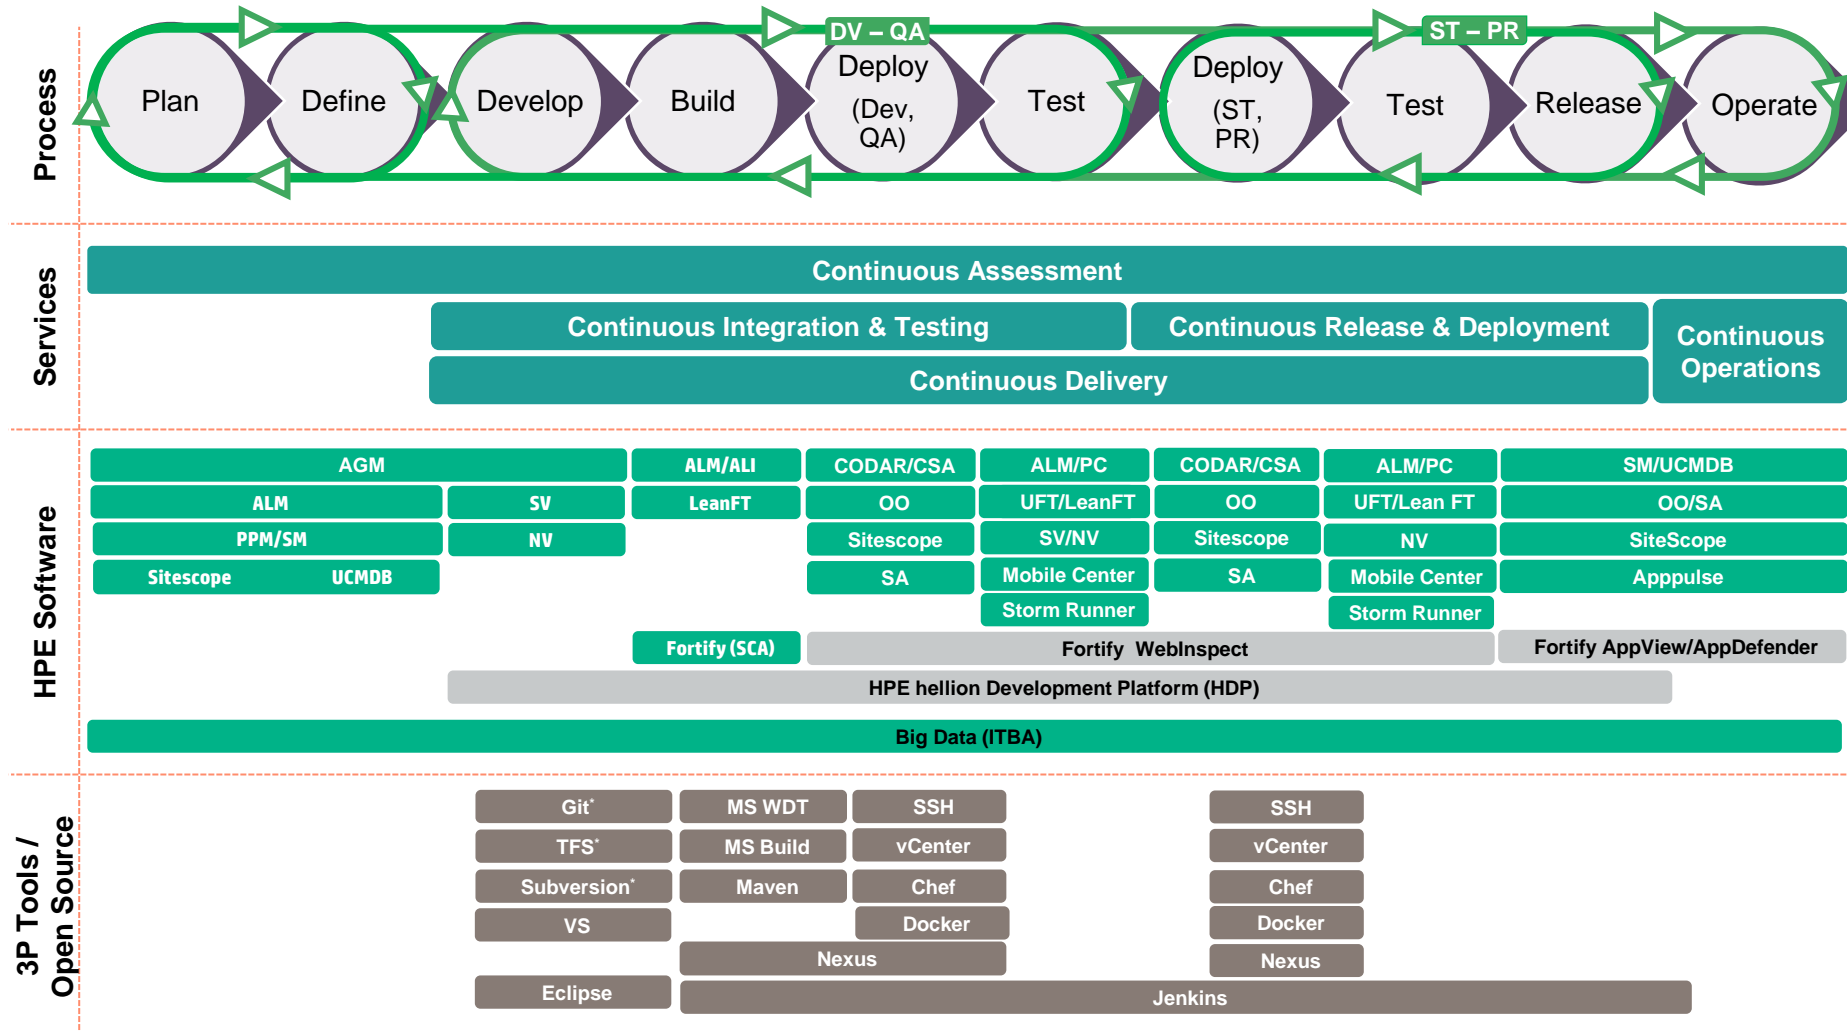 Process
DV – QA
ST – PR
Plan
Define
Develop
Build
Deploy
(Dev,
QA)
Test
Deploy
(ST,
PR)
Test
Release
Operate
Services
Continuous Assessment
Continuous Integration & Testing
Continuous Release & Deployment
Continuous
Operations
Continuous Delivery
HPE Software
AGM
ALM/ALI
CODAR/CSA
ALM/PC
CODAR/CSA
ALM/PC
SM/UCMDB
ALM
SV
LeanFT
OO
UFT/LeanFT
OO
UFT/Lean FT
OO/SA
PPM/SM
NV
Sitescope
SV/NV
Sitescope
NV
SiteScope
Sitescope
UCMDB
SA
Mobile Center
SA
Mobile Center
Apppulse
Storm Runner
Storm Runner
Fortify (SCA)
Fortify WebInspect
Fortify AppView/AppDefender
HPE hellion Development Platform (HDP)
Big Data (ITBA)
3P Tools /
Open Source
Git*
MS WDT
SSH
SSH
TFS*
MS Build
vCenter
vCenter
Subversion*
Maven
Chef
Chef
VS
Docker
Docker
Nexus
Nexus
Eclipse
Jenkins